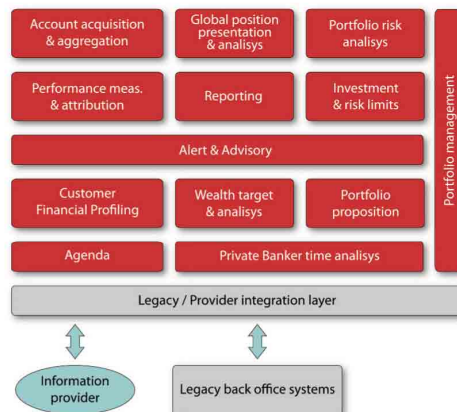 Account acquisition
& aggregation
Global position
presentation &
analisys
Portfolio risk
analisys
Performance meas.
& attribution
Reporting
Investment
& risk limits
Portfolio management
Alert & Advisory
Customer
Financial Profiling
Wealth target
& analisys
Portfolio
proposition
Agenda
Private Banker time analisys
Legacy / Provider integration layer
Information
provider
Legacy back office systems